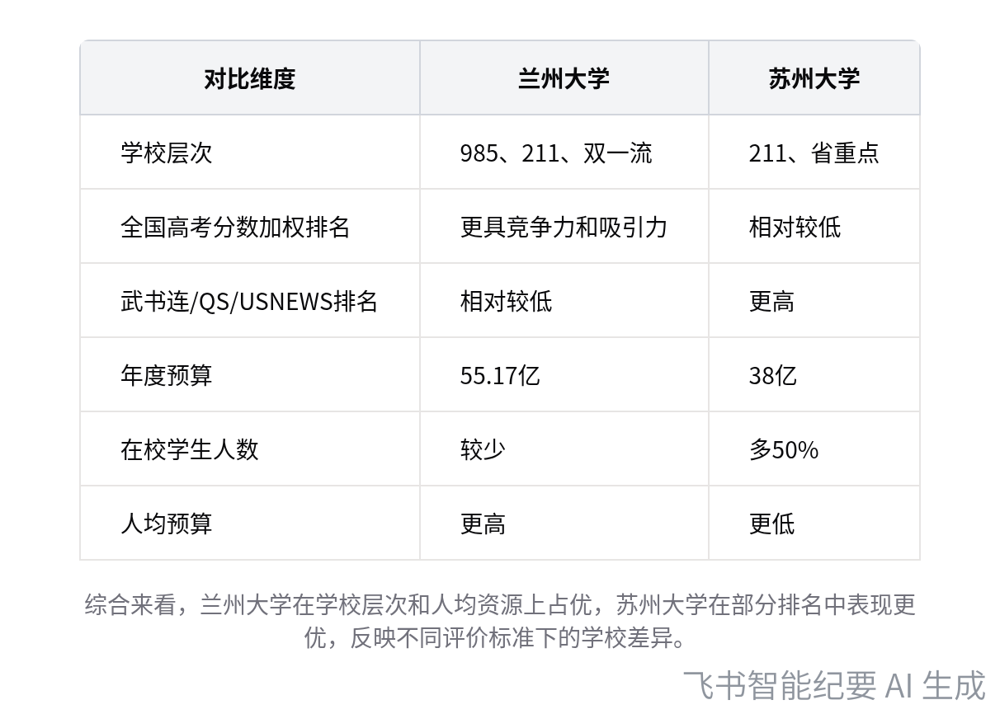 对比维度 兰州大学 苏州大学
学校层次 985、211、双一流 211、省重点
全国高考分数加权排名 更具竞争力和吸引力 相对较低
武书连/QS/USNEWS排名 相对较低 更高
年度预算 55.17亿 38亿
在校学生人数 较少 多50%
人均预算 更高 更低
综合来看，兰州大学在学校层次和人均资源上占优，苏州大学在部分排名中表现更
优，反映不同评价标准下的学校差异。
飞书智能纪要 AI 生成